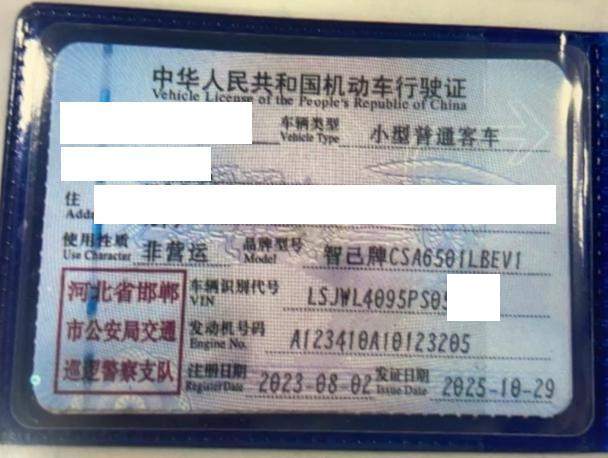 中华人民共和国机动车行驶证
Vehicle License of the People's Republic of China
车辆类型 小型普通客车
Vehicle Type
住
Addr
使用性质 非营运 品牌型号 智己牌CSA6501LBEV1
Use Character Model
河北省邯郸
市公安局交通
巡逻警察支队
车辆识别代号 LSJWL4095PS05
VIN
发动机号码 A123410A10123205
Engine No.
注册日期 2023-08-02 发证日期 2025-10-29
Register Date Issue Date